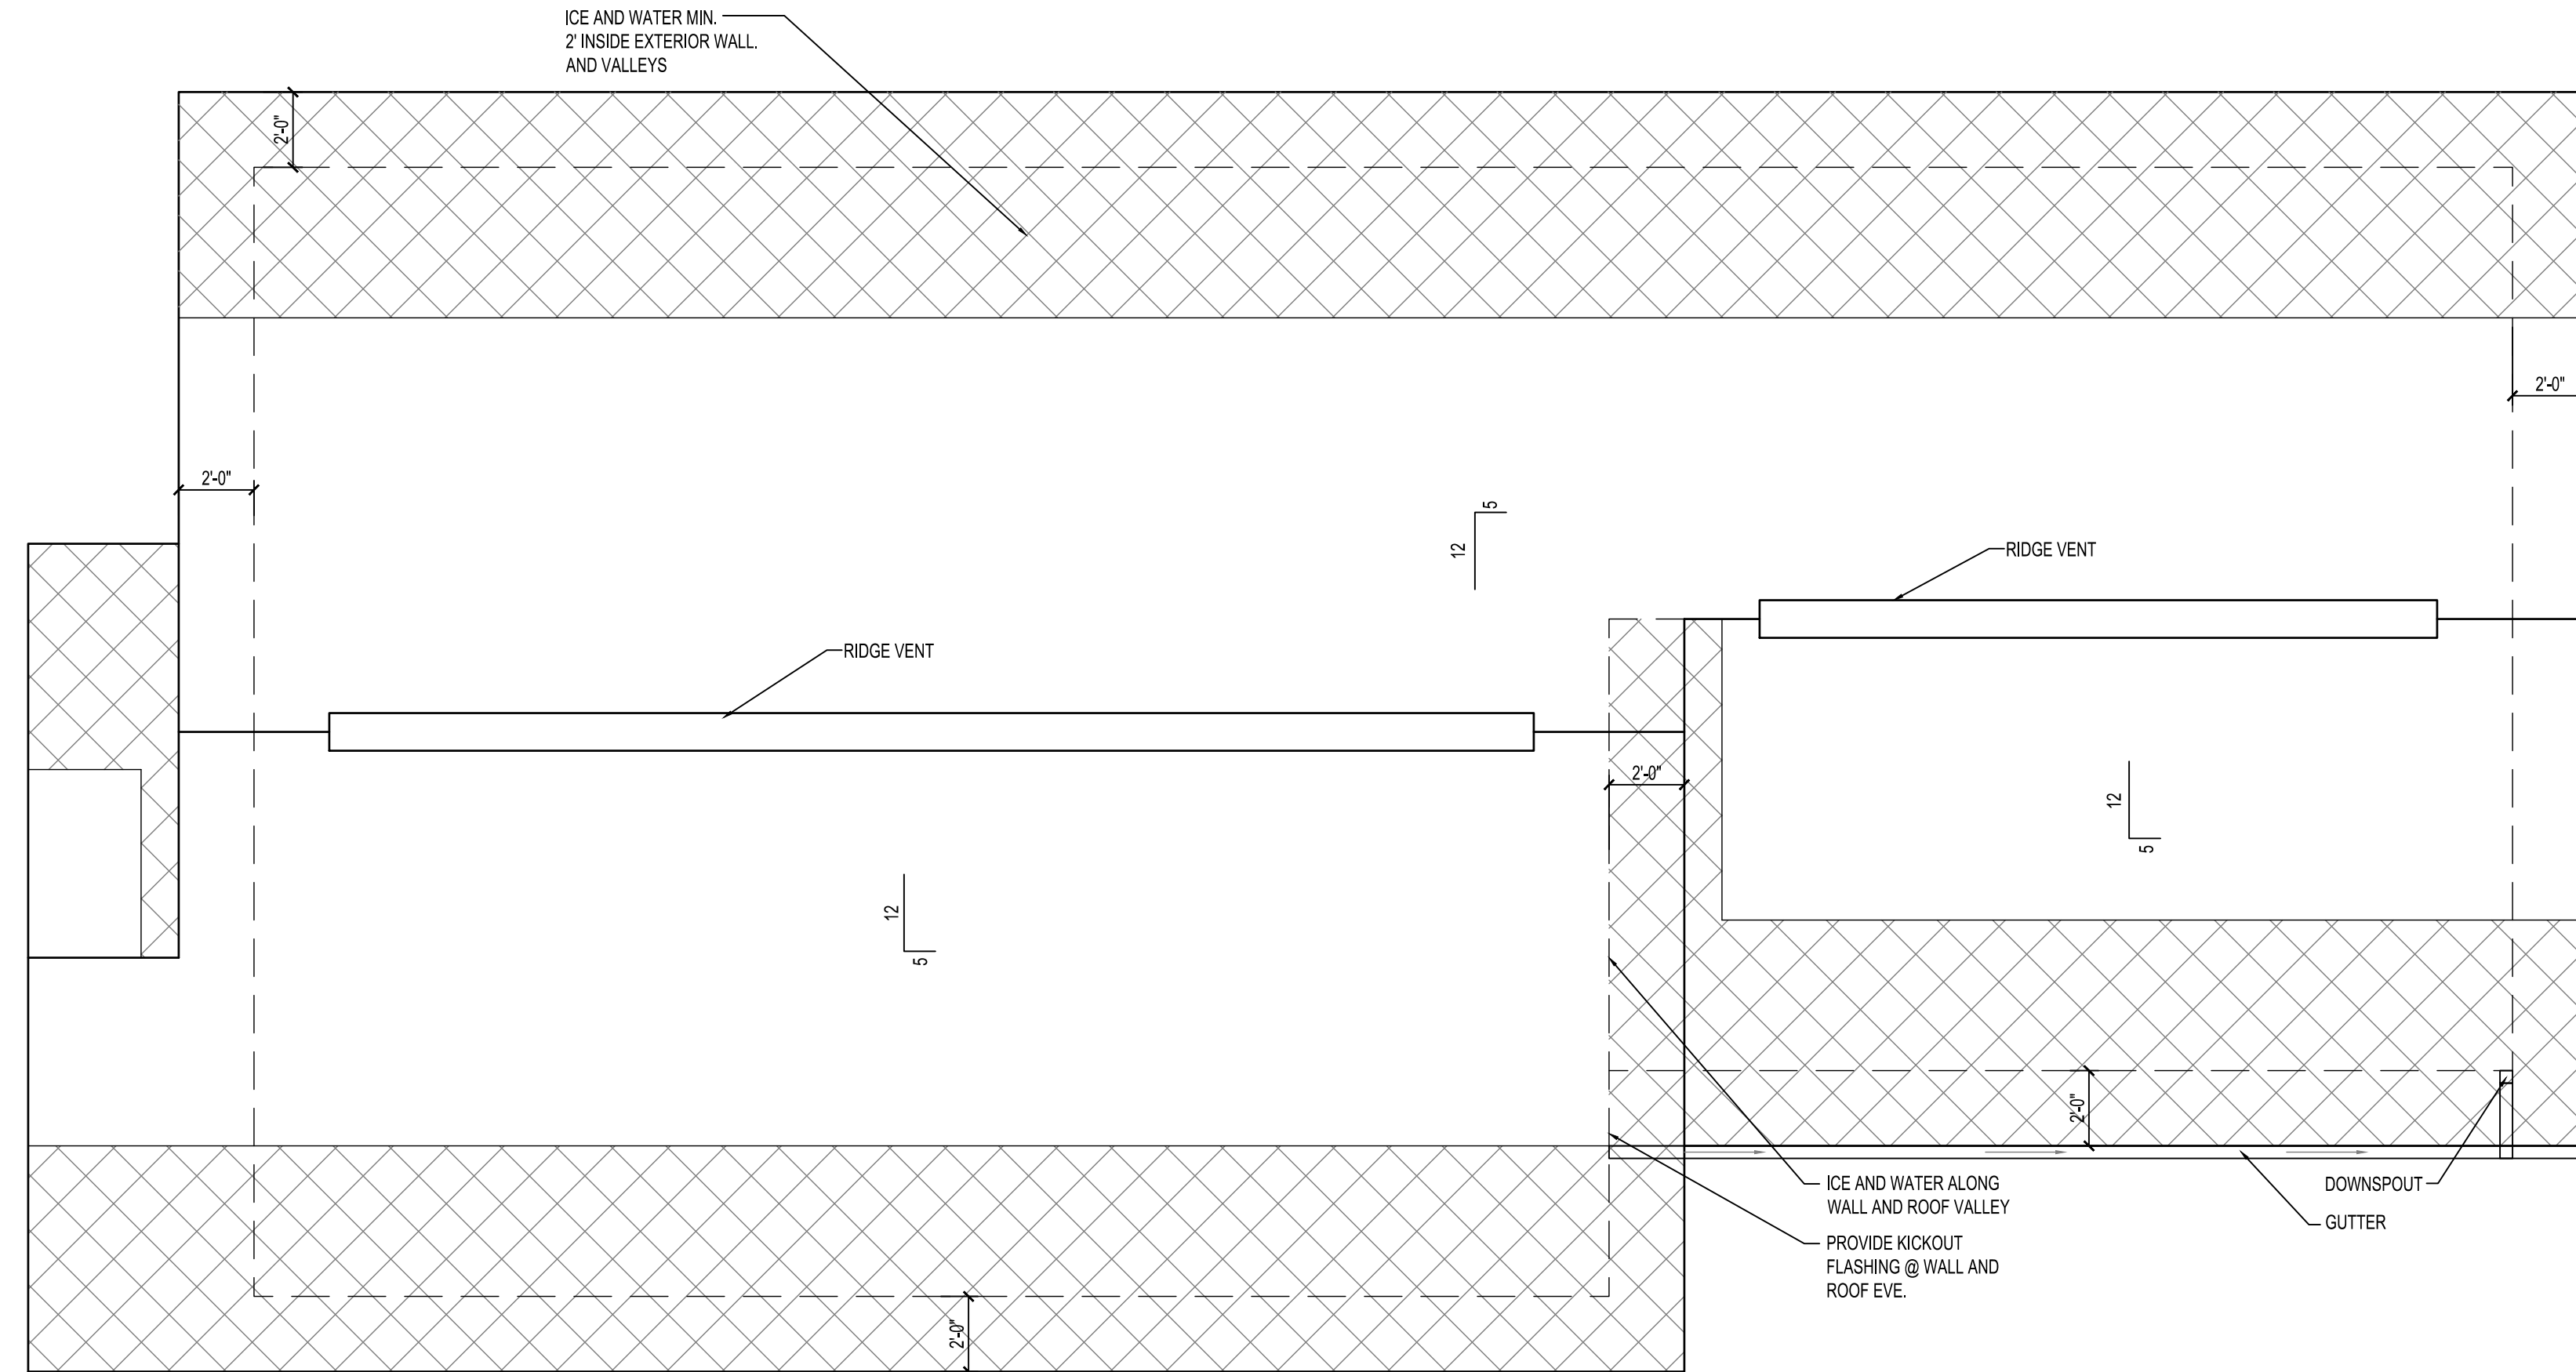 ICE AND WATER MIN.
2' INSIDE EXTERIOR WALL.
AND VALLEYS
2'-0"
2'-0"
2'-0"
5
12
RIDGE VENT
RIDGE VENT
2'-0"
12
5
12
5
2'-0"
ICE AND WATER ALONG
WALL AND ROOF VALLEY
DOWNSPOUT
GUTTER
PROVIDE KICKOUT
FLASHING @ WALL AND
ROOF EVE.
2'-0"